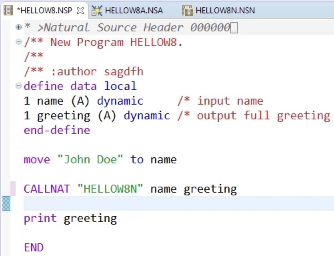 *HELLOW8.NSP HELLOW8.NSA HELLOW8N.NSN
* >Natural Source Header 000000
/** New Program HELLOW8.
/**
/** :author sagdfh
define data local
1 name (A) dynamic /* input name
1 greeting (A) dynamic /* output full greeting
end-define
move "John Doe" to name
CALLNAT "HELLOW8N" name greeting
print greeting
END